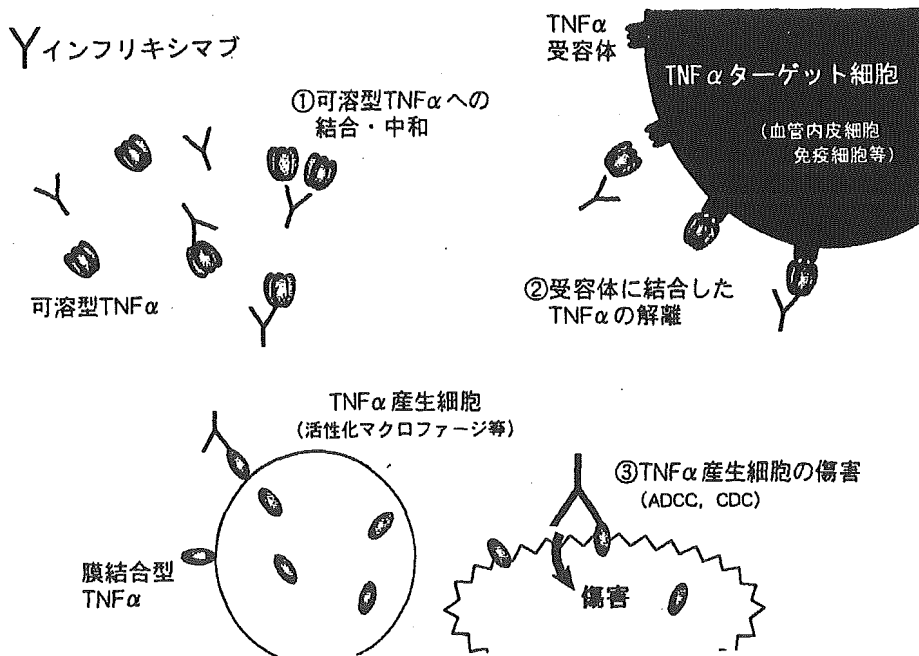 インフリキシマブ
①可溶型TNFαへの
結合・中和
可溶型TNFα
TNFα
受容体
TNFαターゲット細胞
(血管内皮細胞
免疫細胞等)
②受容体に結合した
TNFαの解離
TNFα産生細胞
(活性化マクロファージ等)
膜結合型
TNFα
③TNFα産生細胞の傷害
(ADCC, CDC)
傷害